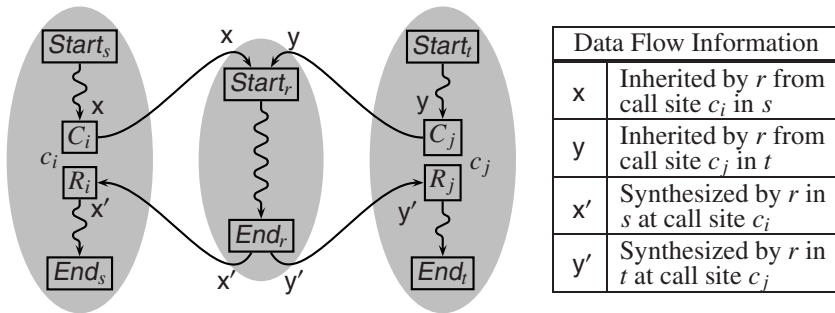 Start_s
x
C_i
c_i
R_i
x′
End_s
x
y
Start_r
End_r
x′
y′
Start_t
y
C_j
c_j
R_j
y′
End_t
Data Flow Information
x
Inherited by r from
call site c_i in s
y
Inherited by r from
call site c_j in t
x′
Synthesized by r in
s at call site c_i
y′
Synthesized by r in
t at call site c_j